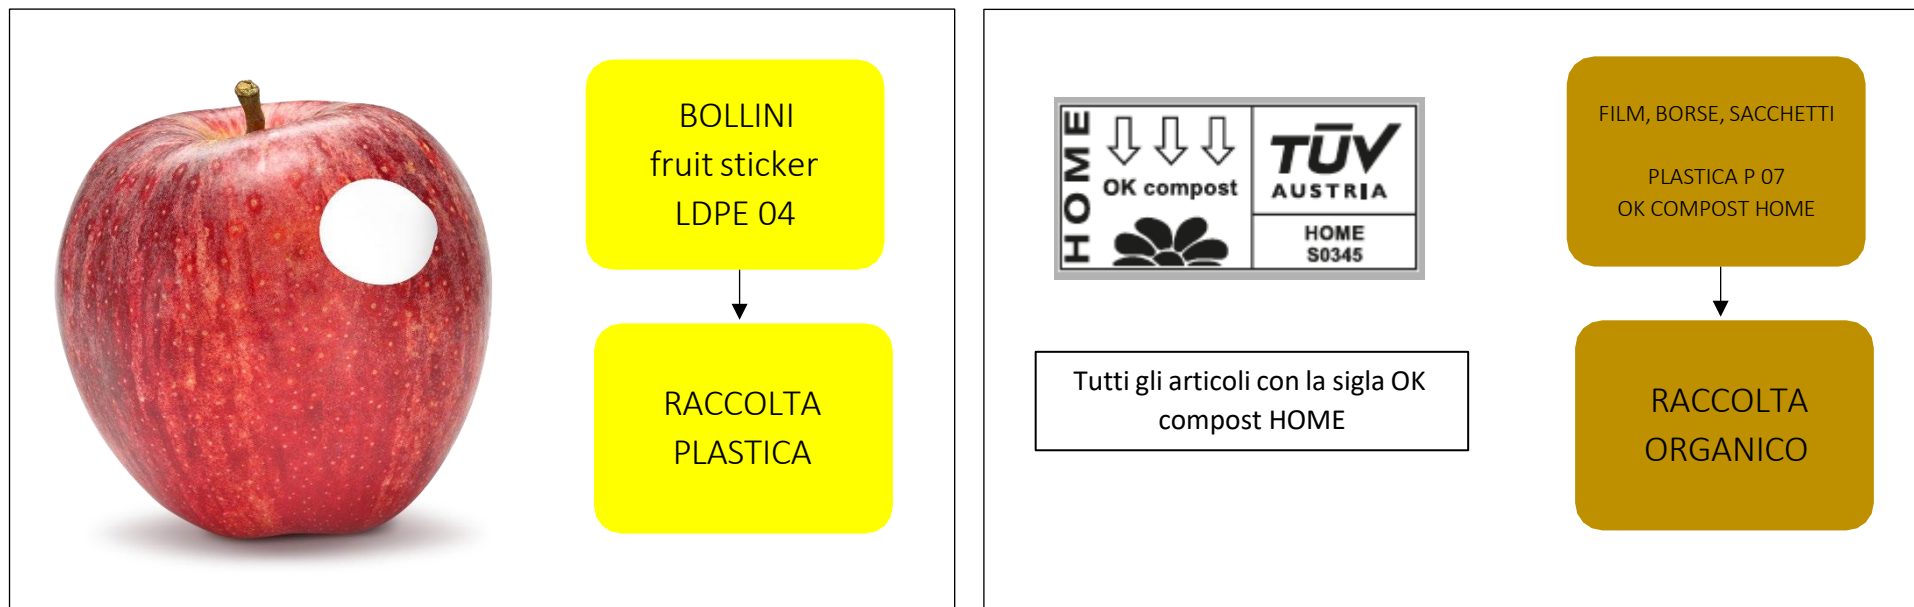 BOLLINI
fruit sticker
LDPE 04
RACCOLTA
PLASTICA
HOME
OK compost
TÜV
AUSTRIA
HOME
S0345
Tutti gli articoli con la sigla OK
compost HOME
FILM, BORSE, SACCHETTI
PLASTICA P 07
OK COMPOST HOME
RACCOLTA
ORGANICO